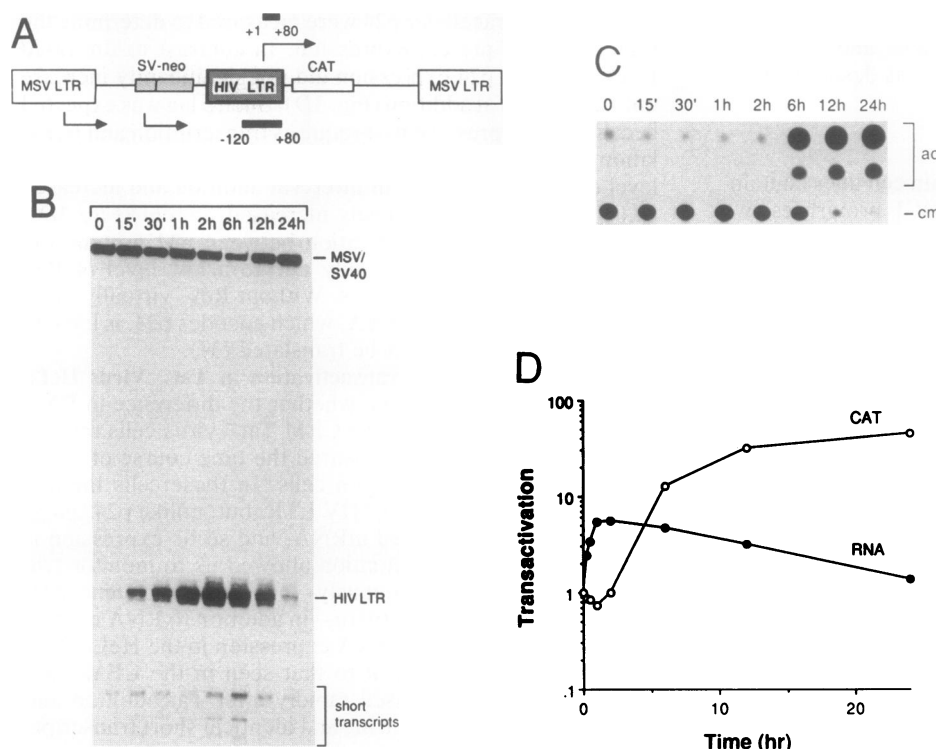 A
+1 +80
SV-neo
CAT
MSV LTR
HIV LTR
MSV LTR
-120 +80
B
0 15' 30' 1h 2h 6h 12h 24h
MSV/
SV40
HIV LTR
short
transcripts
C
0 15' 30' 1h 2h 6h 12h 24h
ac
cm
D
100
10
1
.1
Transactivation
CAT
RNA
0 10 20
Time (hr)